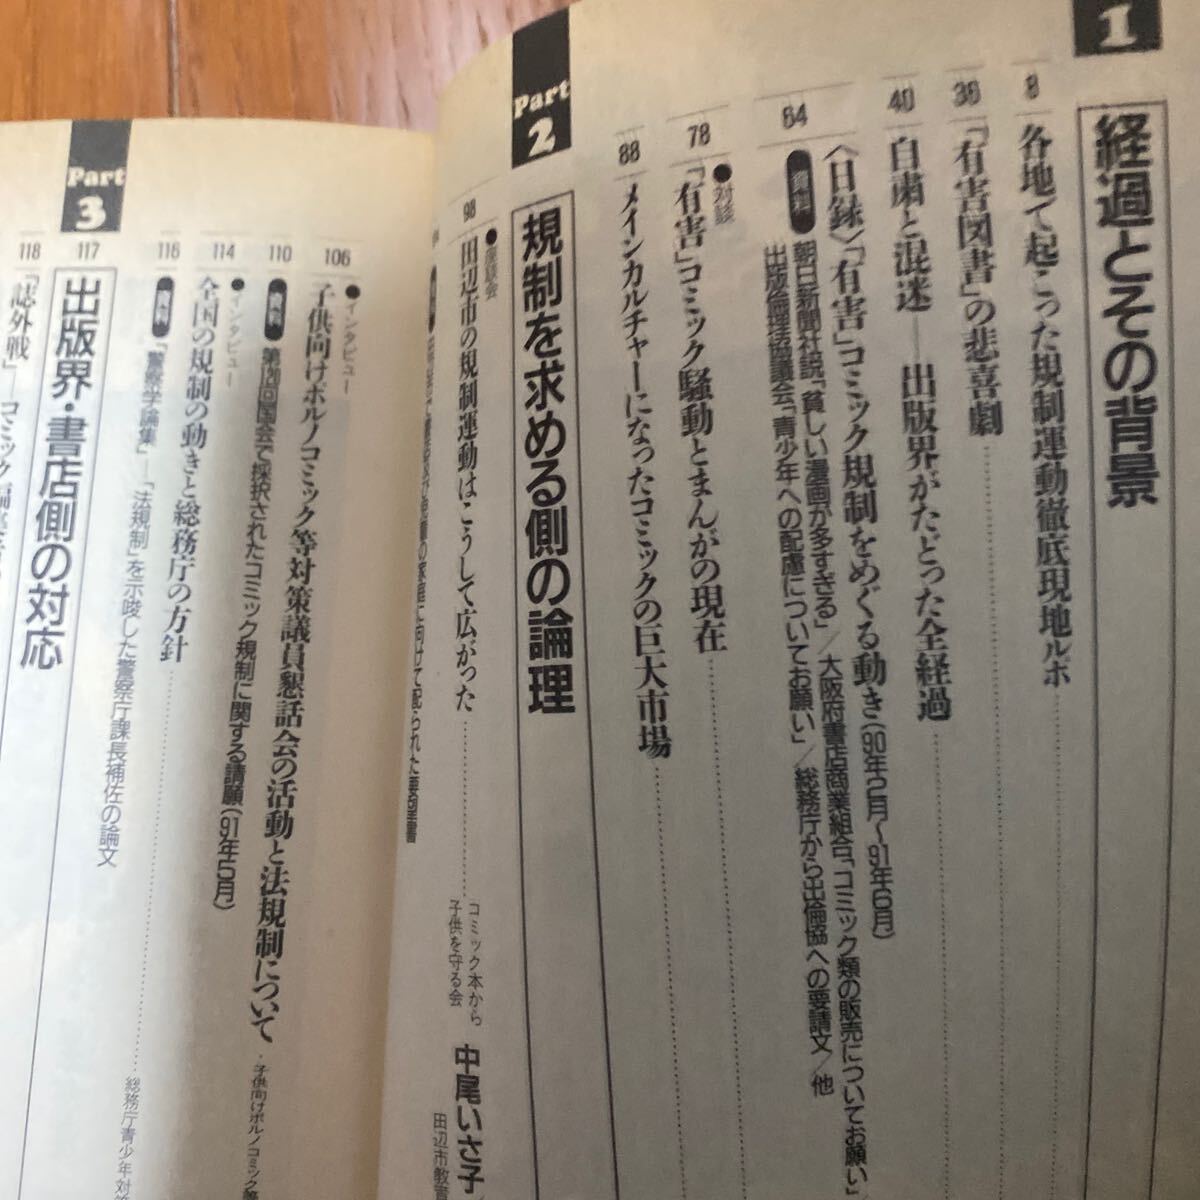 1
経過とその背景
8 各地で起こった規制運動徹底現地ルポ
36 「有害図書」の悲喜劇
40 自粛と混迷——出版界がたどった全経過
〈日録〉「有害」コミック規制をめぐる動き(90年2月〜91年6月)
64 資料 朝日新聞社説「貧しい漫画が多すぎる」／大阪府書店商業組合「コミック類の販売についてお願い」
出版倫理協議会「青少年への配慮についてお願い」／総務庁から出倫協への要請文／他
78 ●対談
「有害」コミック騒動とまんがの現在
88 メインカルチャーになったコミックの巨大市場
Part 2
規制を求める側の論理
98 ●座談会
田辺市の規制運動はこうして広がった
コミック本から
子供を守る会
中尾いさ子／
田辺市教育
の家庭に向けて配られた要望書
106 ●インタビュー
子供向けポルノコミック等対策議員懇話会の活動と法規制について
子供向けポルノコミック等
110 資料 第120回国会で採択されたコミック規制に関する請願(91年5月)
114 ●インタビュー
全国の規制の動きと総務庁の方針
総務庁青少年対策
116 資料 「警察学論集」—「法規制」を示唆した警察庁課長補佐の論文
Part 3
117 出版界・書店側の対応
118 「誌外戦」——コミック